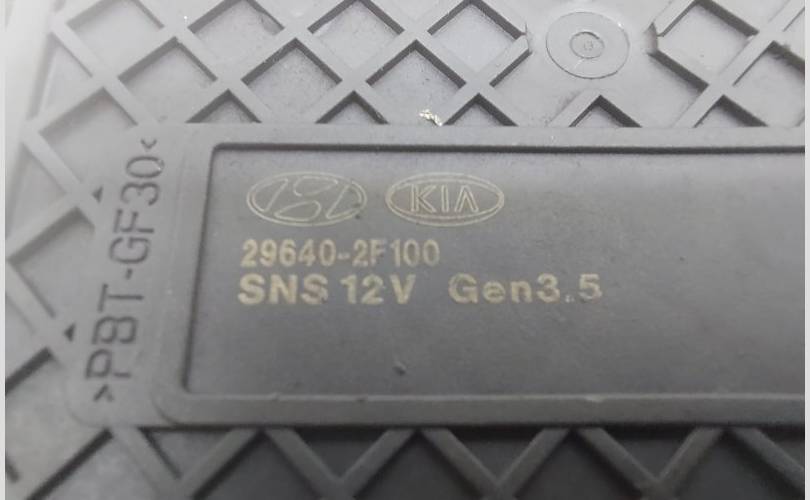 KIA
29640-2F100
SNS 12V Gen3.5
>PBT-GF30<